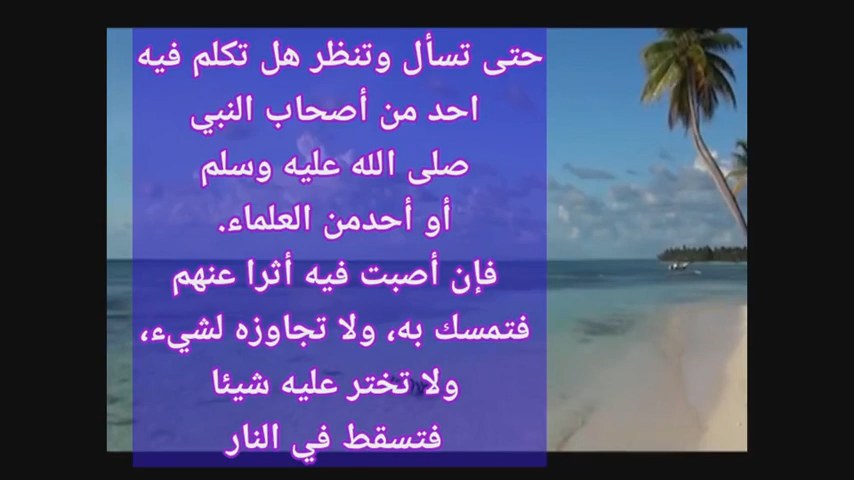 حتى تسأل وتنظر هل تكلم فيه
احد من أصحاب النبي
صلى الله عليه وسلم
أو أحدمن العلماء.
فإن أصبت فيه أثرا عنهم
فتمسك به، ولا تجاوزه لشيء،
ولا تختر عليه شيئا
فتسقط في النار